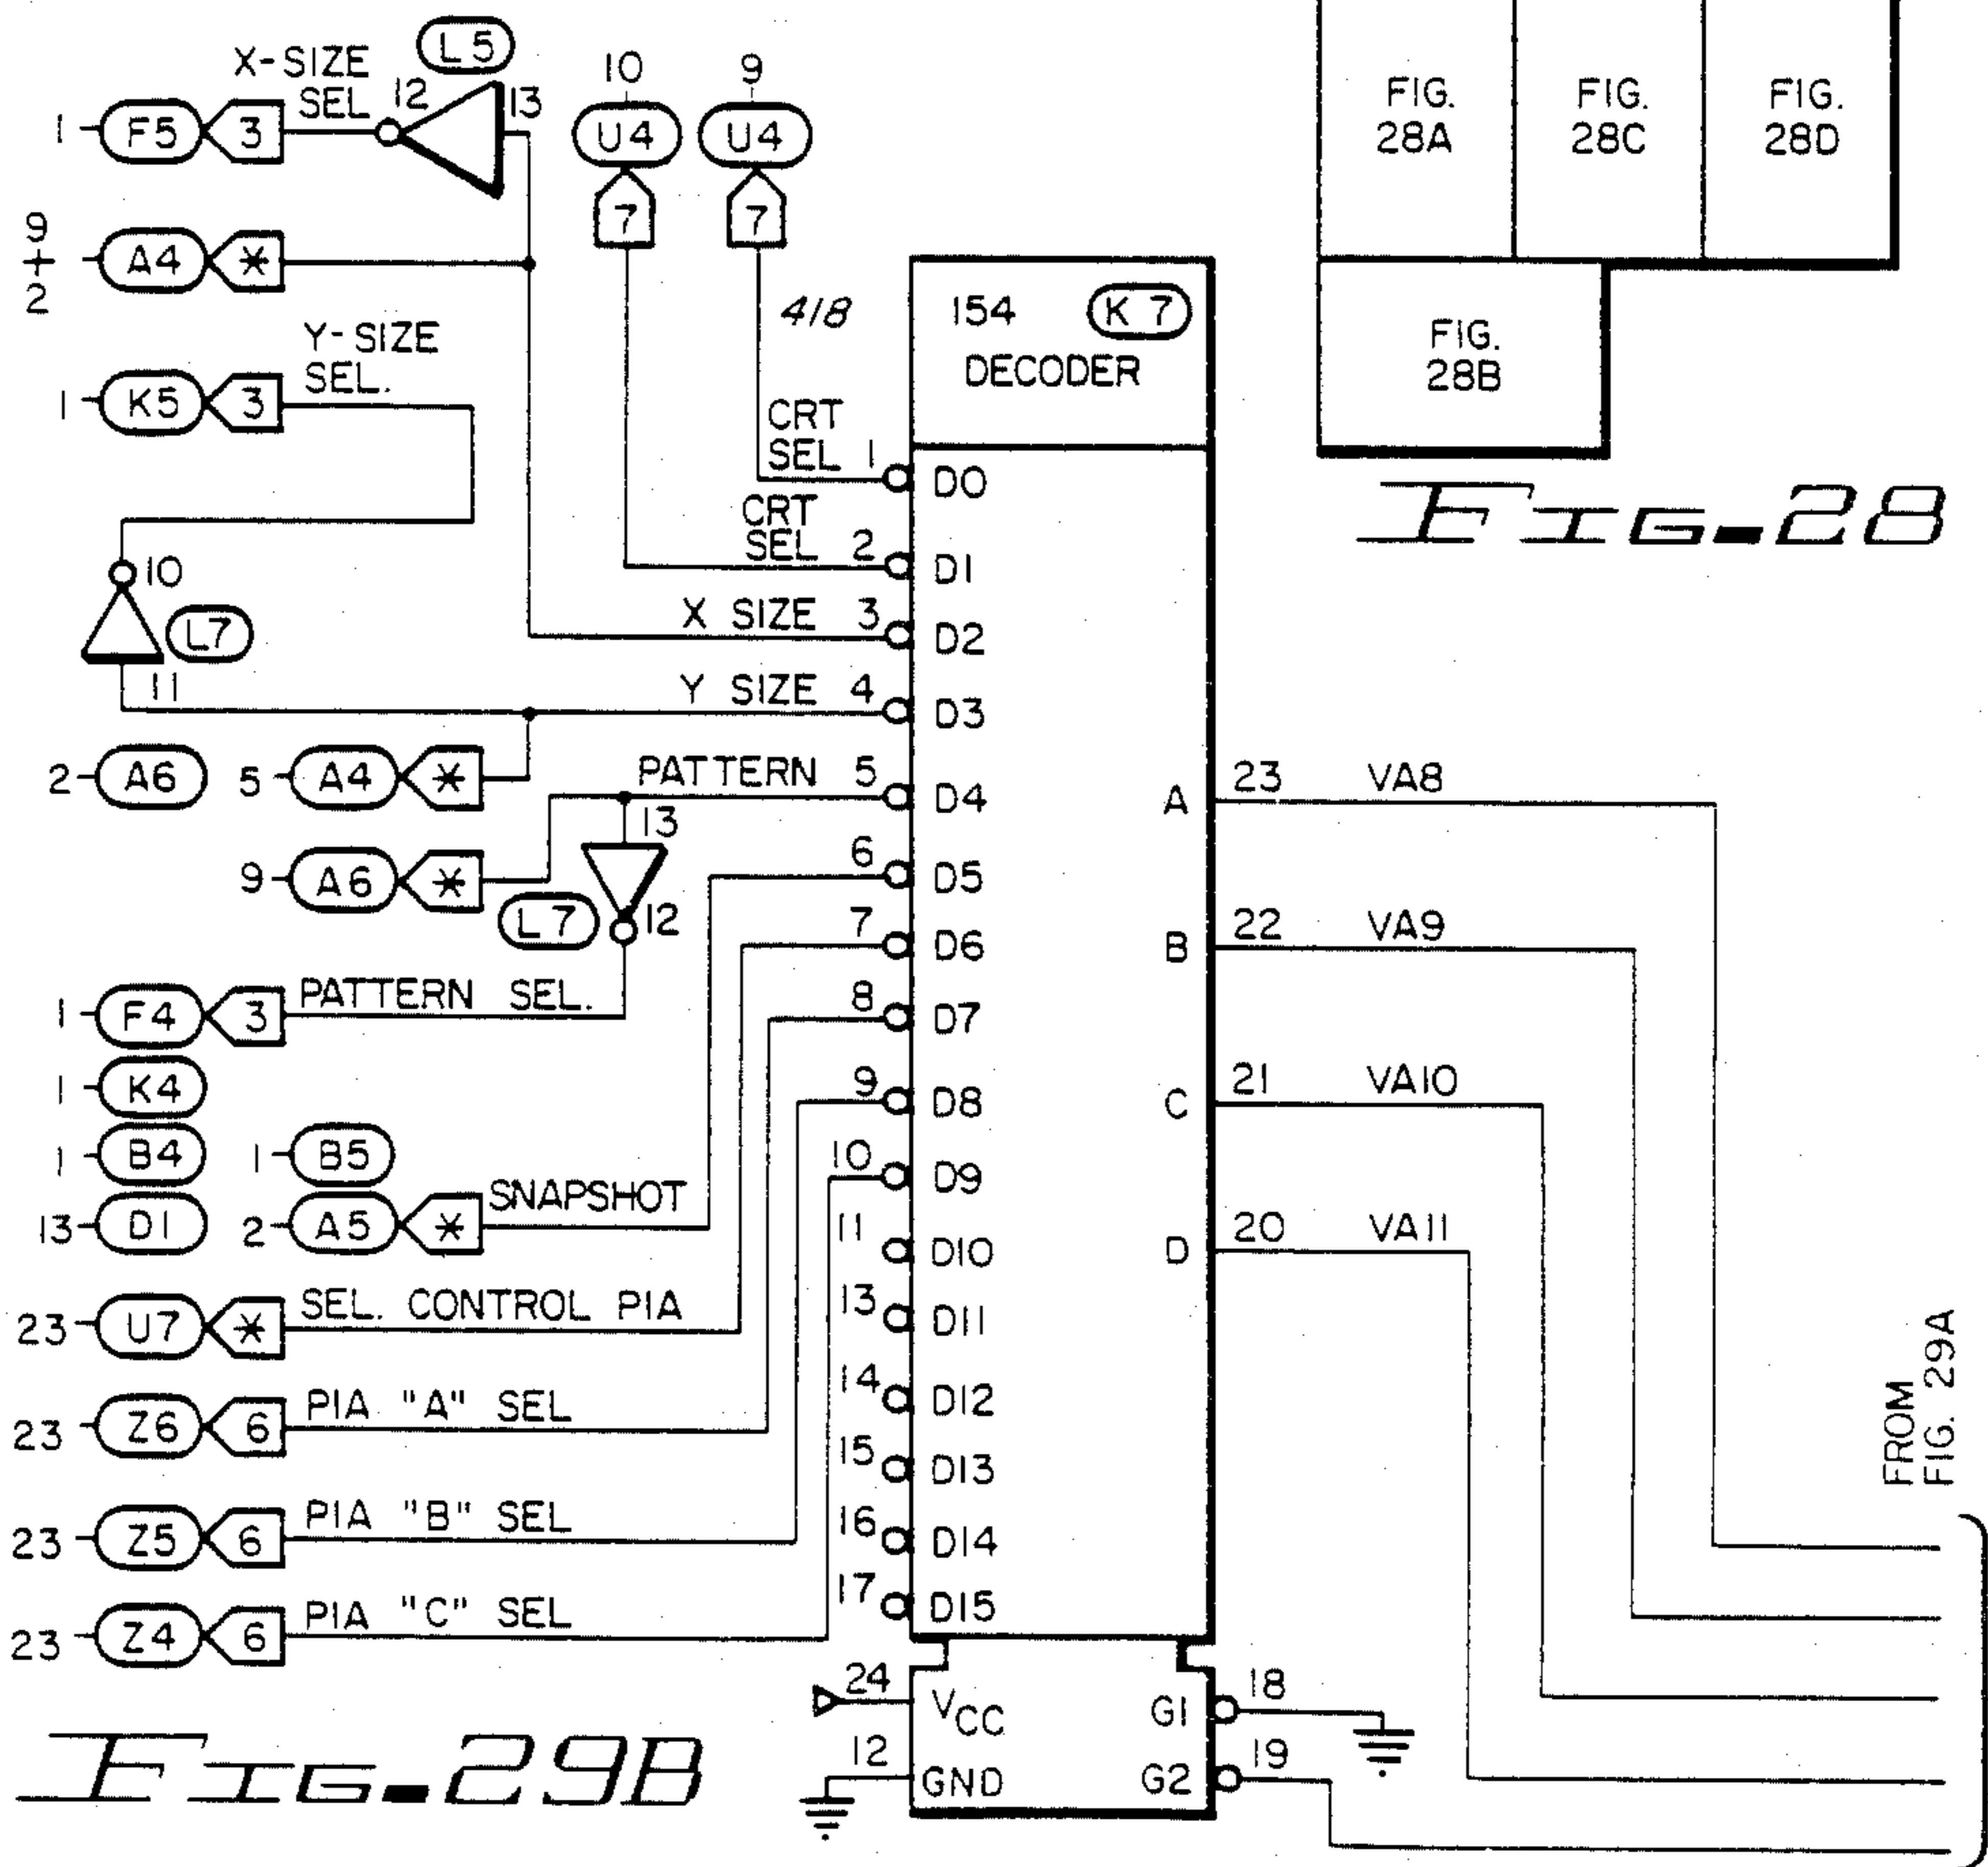 X-SIZE
SEL
L5
12
13
1
F5
3
9
+
2
A4
*
Y-SIZE
SEL.
1
K5
3
10
L7
11
10
U4
7
9
U4
7
4/8
154
K 7
DECODER
CRT
SEL 1
D0
CRT
SEL 2
D1
X SIZE 3
D2
Y SIZE 4
D3
2
A6
5
A4
*
PATTERN 5
D4
13
9
A6
*
L7
12
6
D5
7
D6
1
F4
3
PATTERN SEL.
8
D7
1
K4
9
D8
1
B4
1
B5
10
D9
13
D1
2
A5
*
SNAPSHOT
11
D10
23
U7
*
SEL. CONTROL PIA
13
D11
23
Z6
6
PIA "A" SEL
14
D12
15
D13
23
Z5
6
PIA "B" SEL
16
D14
23
Z4
6
PIA "C" SEL
17
D15
A
23
VA8
B
22
VA9
C
21
VA10
D
20
VA11
24
VCC
12
GND
G1
18
G2
19
FROM
FIG. 29A
FIG-29B
FIG.
28A
FIG.
28C
FIG.
28D
FIG.
28B
FIG-28